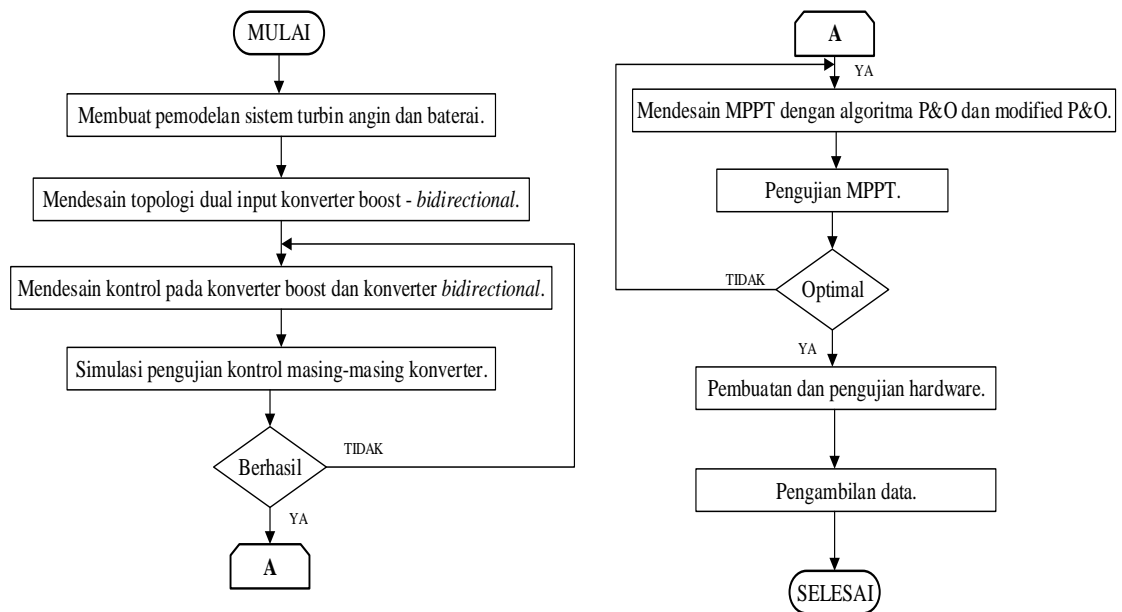 MULAI
Membuat pemodelan sistem turbin angin dan baterai.
Mendesain topologi dual input konverter boost - bidirectional.
Mendesain kontrol pada konverter boost dan konverter bidirectional.
Simulasi pengujian kontrol masing-masing konverter.
Berhasil
TIDAK
YA
A
A
YA
Mendesain MPPT dengan algoritma P&O dan modified P&O.
Pengujian MPPT.
TIDAK
Optimal
YA
Pembuatan dan pengujian hardware.
Pengambilan data.
SELESAI